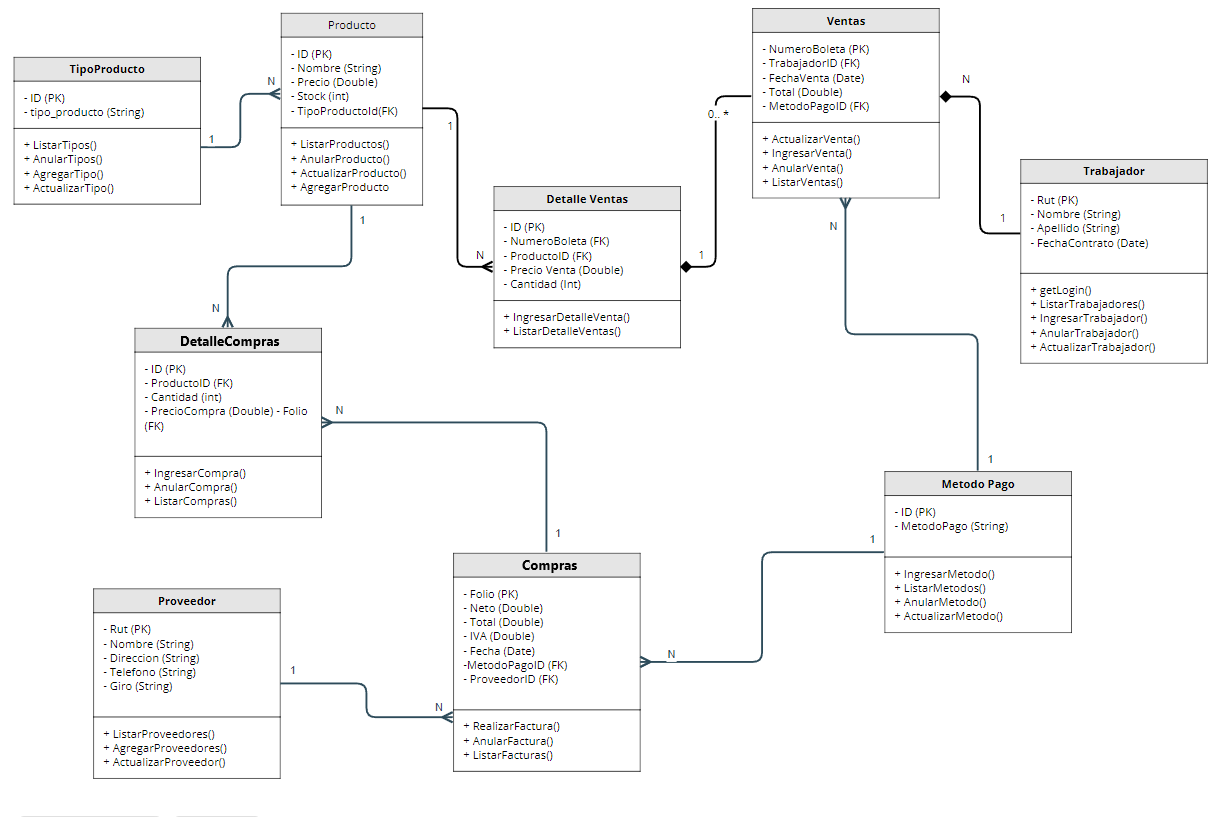 TipoProducto
- ID (PK)
- tipo_producto (String)
+ ListarTipos()
+ AnularTipos()
+ AgregarTipo()
+ ActualizarTipo()
1
N
Producto
- ID (PK)
- Nombre (String)
- Precio (Double)
- Stock (int)
- TipoProductoId(FK)
+ ListarProductos()
+ AnularProducto()
+ ActualizarProducto()
+ AgregarProducto
1
N
1
N
Detalle Ventas
- ID (PK)
- NumeroBoleta (FK)
- ProductoID (FK)
- Precio Venta (Double)
- Cantidad (Int)
+ IngresarDetalleVenta()
+ ListarDetalleVentas()
1
0.. *
Ventas
- NumeroBoleta (PK)
- TrabajadorID (FK)
- FechaVenta (Date)
- Total (Double)
- MetodoPagoID (FK)
+ ActualizarVenta()
+ IngresarVenta()
+ AnularVenta()
+ ListarVentas()
N
1
Trabajador
- Rut (PK)
- Nombre (String)
- Apellido (String)
- FechaContrato (Date)
+ getLogin()
+ ListarTrabajadores()
+ IngresarTrabajador()
+ AnularTrabajador()
+ ActualizarTrabajador()
N
1
DetalleCompras
- ID (PK)
- ProductoID (FK)
- Cantidad (int)
- PrecioCompra (Double) - Folio
(FK)
+ IngresarCompra()
+ AnularCompra()
+ ListarCompras()
N
1
Metodo Pago
- ID (PK)
- MetodoPago (String)
+ IngresarMetodo()
+ ListarMetodos()
+ AnularMetodo()
+ ActualizarMetodo()
1
N
Compras
- Folio (PK)
- Neto (Double)
- Total (Double)
- IVA (Double)
- Fecha (Date)
-MetodoPagoID (FK)
- ProveedorID (FK)
+ RealizarFactura()
+ AnularFactura()
+ ListarFacturas()
Proveedor
- Rut (PK)
- Nombre (String)
- Direccion (String)
- Telefono (String)
- Giro (String)
+ ListarProveedores()
+ AgregarProveedores()
+ ActualizarProveedor()
1
N